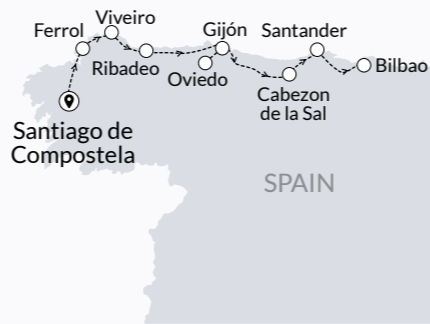 Viveiro
Ferrol
Gijón
Santander
Ribadeo
Oviedo
Bilbao
Cabezon
de la Sal
Santiago de
Compostela
SPAIN